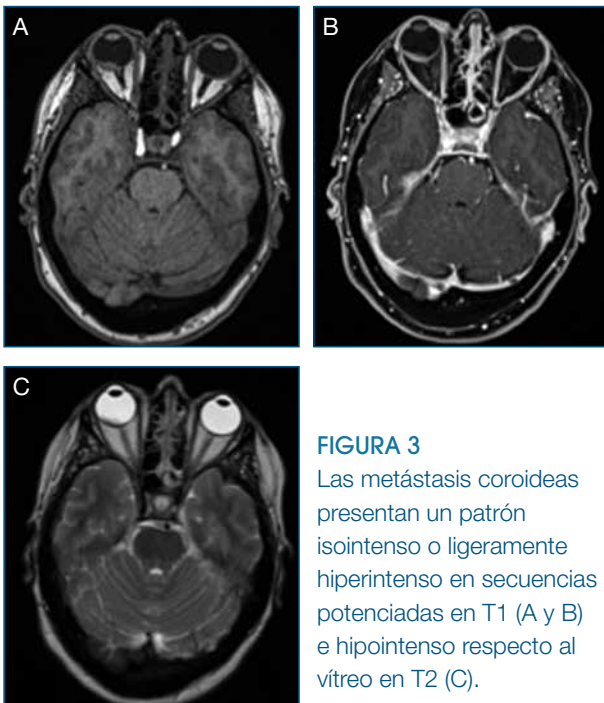 A
B
C
FIGURA 3
Las metástasis coroideas
presentan un patrón
isointenso o ligeramente
hiperintenso en secuencias
potenciadas en T1 (A y B)
e hipointenso respecto al
vítreo en T2 (C).